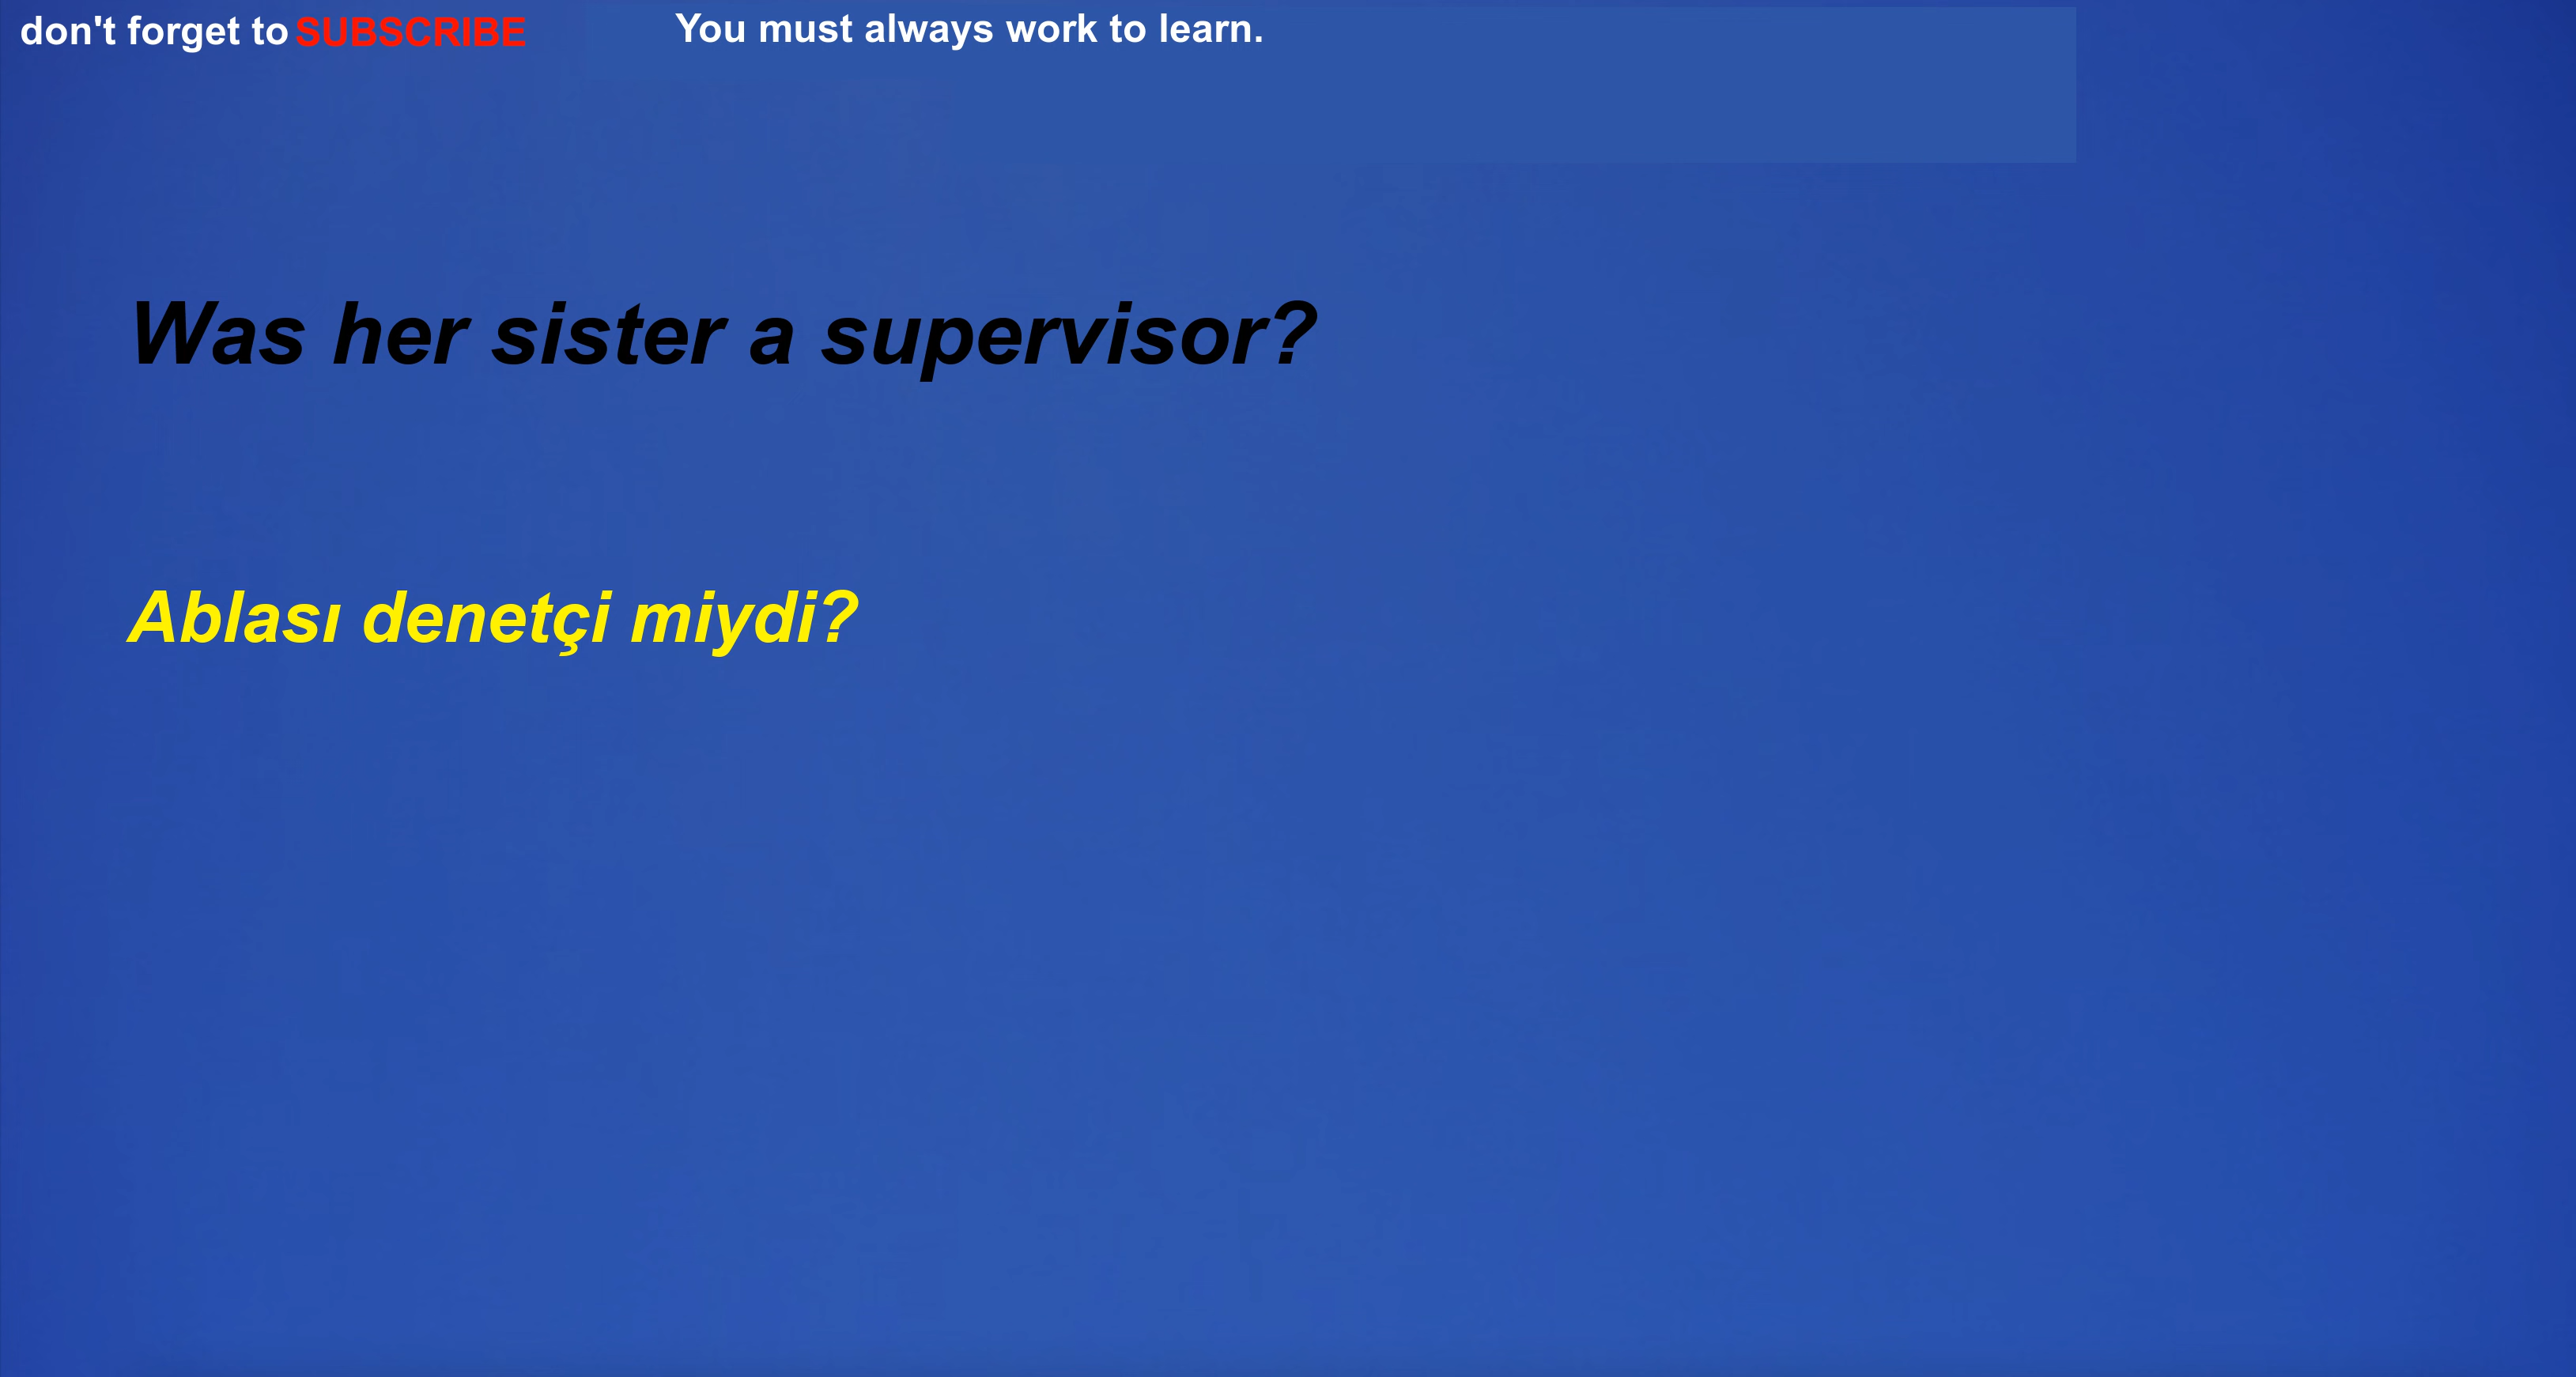 don't forget to SUBSCRIBE You must always work to learn.
Was her sister a supervisor?
Ablası denetçi miydi?